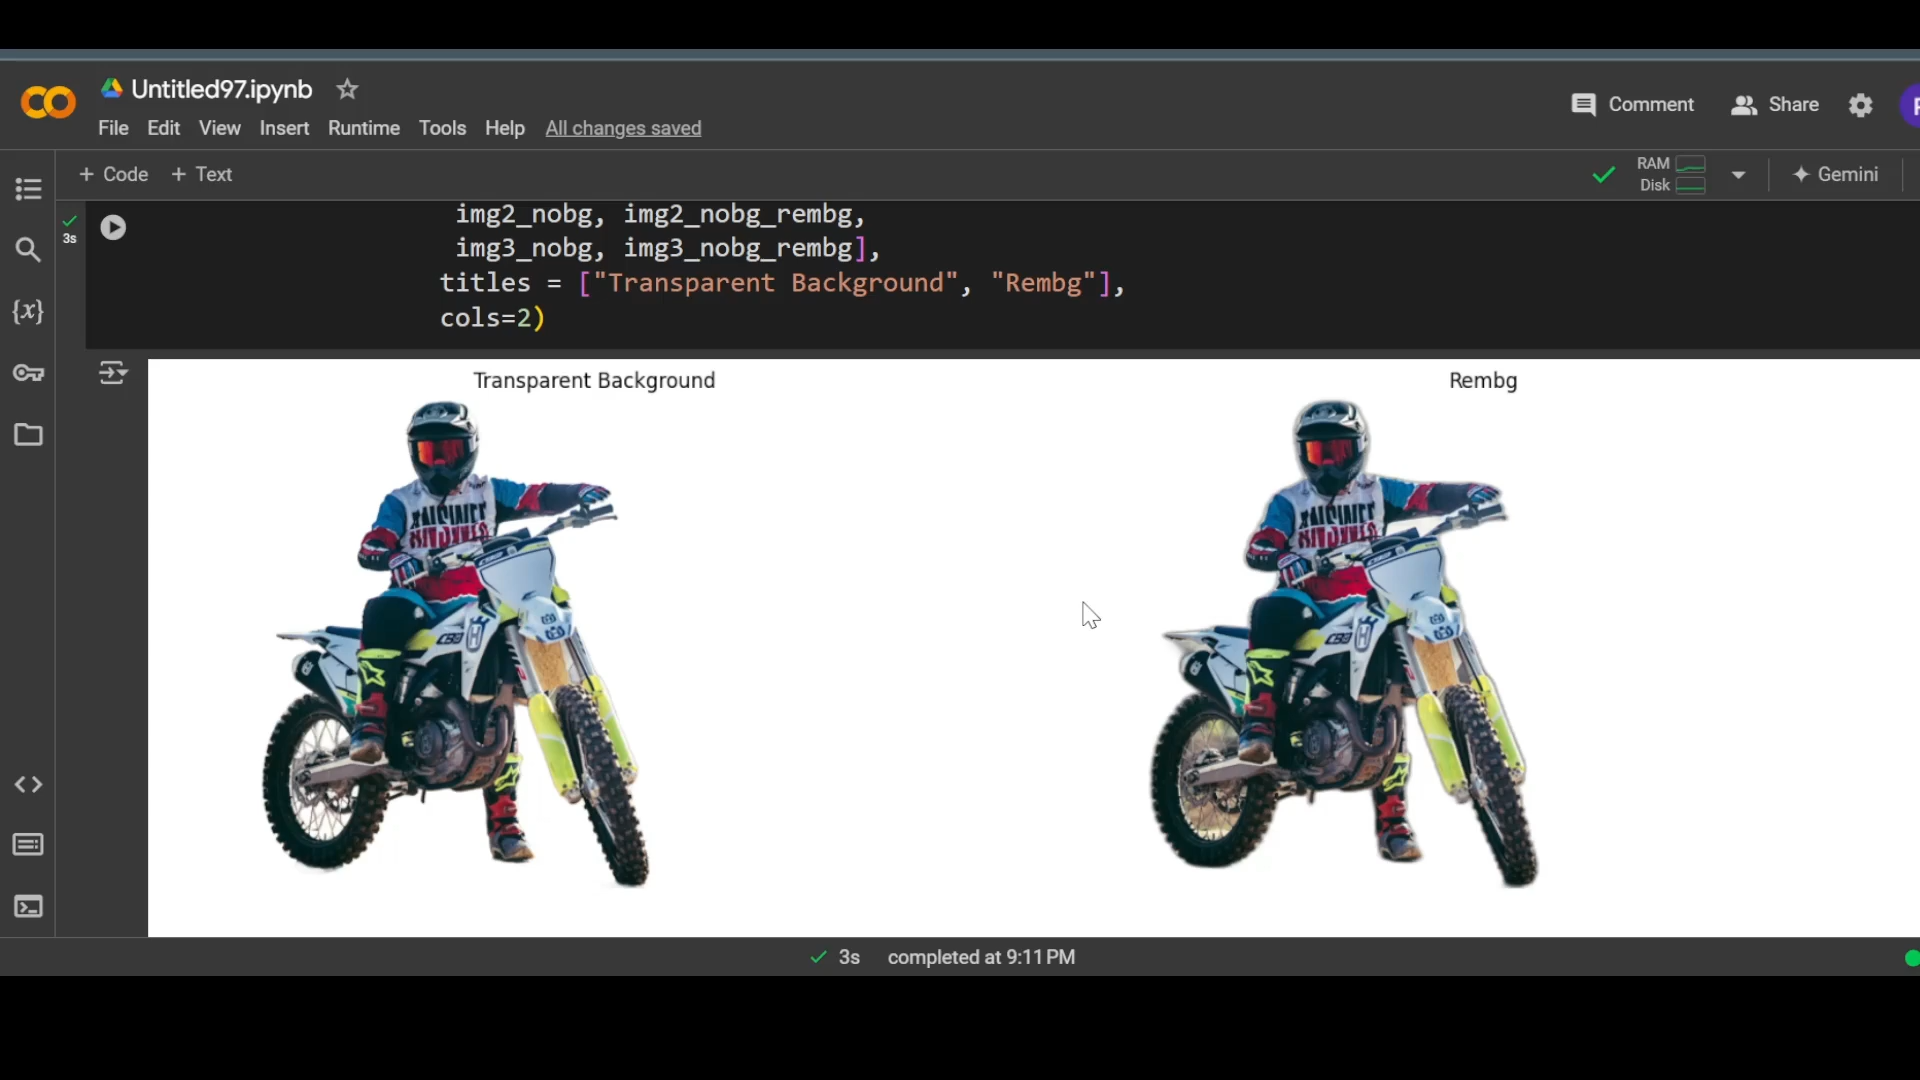 Untitled97.ipynb
File Edit View Insert Runtime Tools Help All changes saved
Comment Share
+ Code + Text
RAM
Disk
Gemini
3s
img2_nobg, img2_nobg_rembg,
img3_nobg, img3_nobg_rembg],
titles = ["Transparent Background", "Rembg"],
cols=2)
{x}
Transparent Background
Rembg
3s completed at 9:11 PM